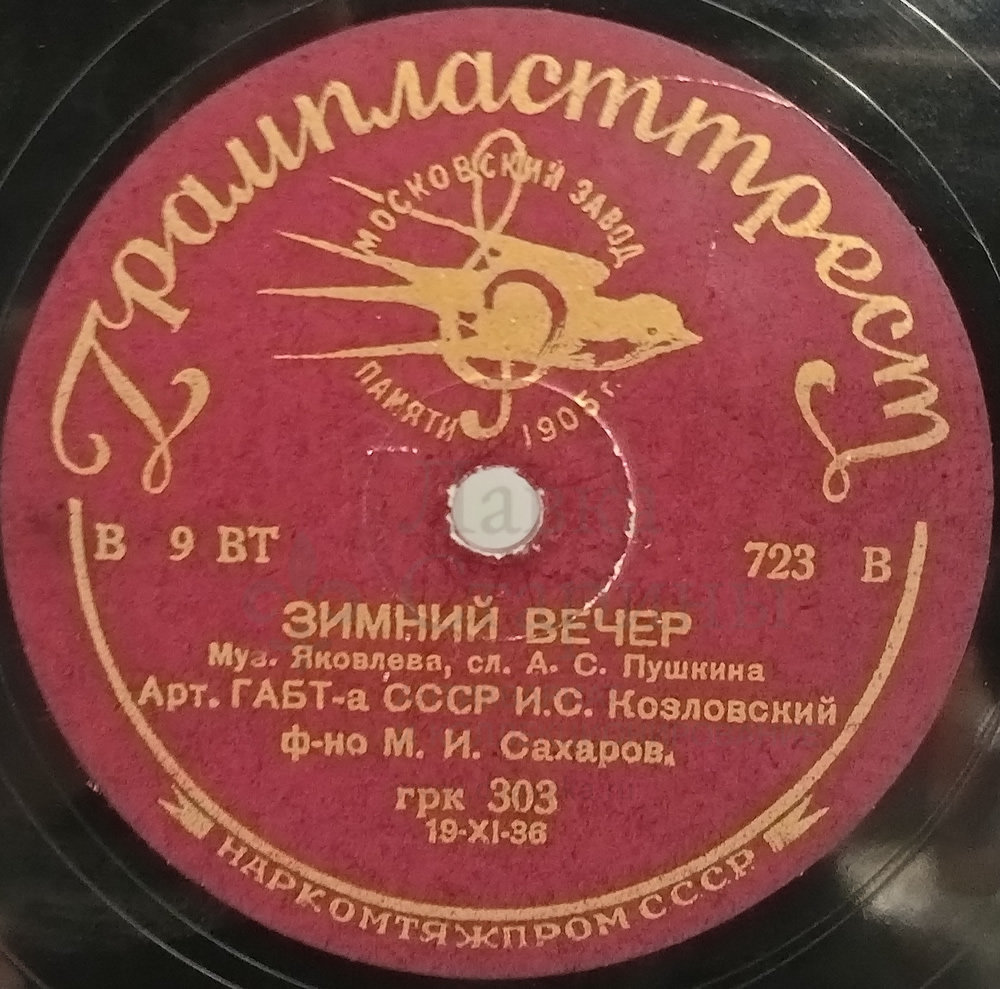 Грампласттрест
МОСКОВСКИЙ ЗАВОД
ПАМЯТИ 1905 г.
В 9 ВТ
723 В
ЗИМНИЙ ВЕЧЕР
Муз. Яковлева, сл. А. С. Пушкина
Арт. ГАБТ-а СССР И.С. Козловский
ф-но М. И. Сахаров.
грк 303
19-XI-36
НАРКОМТЯЖПРОМ СССР